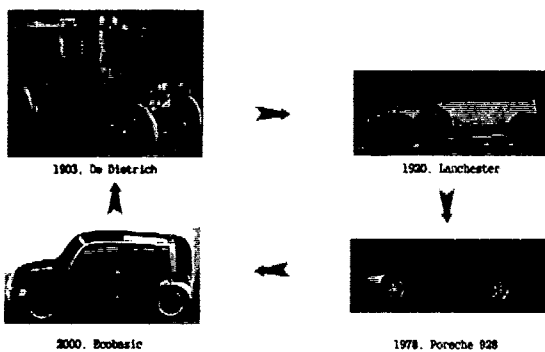 1903. De Dietrich
1920. Lanchester
2000. Ecobasic
1978. Porsche 928